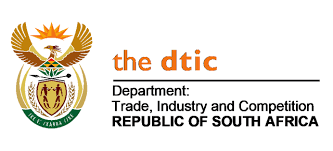 the dtic
Department:
Trade, Industry and Competition
REPUBLIC OF SOUTH AFRICA